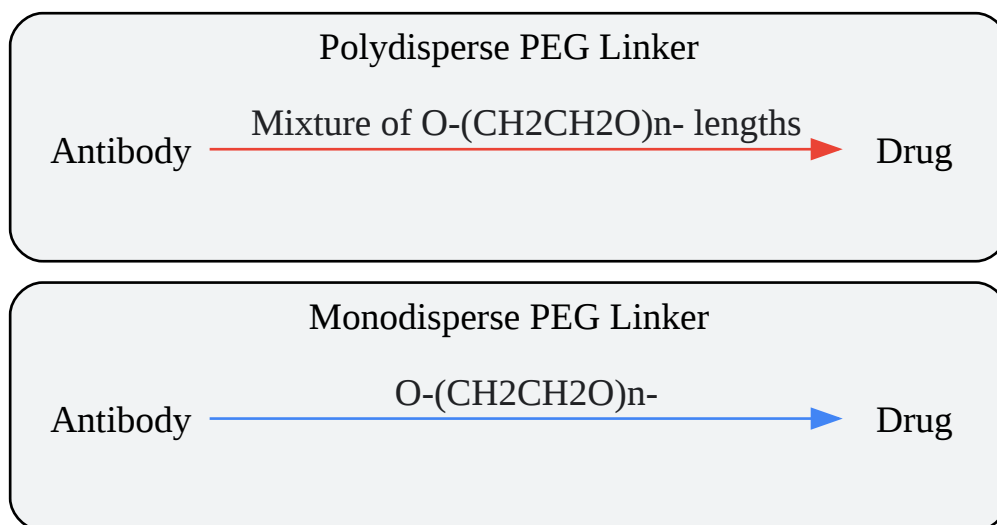 Polydisperse PEG Linker
Mixture of O-(CH2CH2O)n- lengths
Antibody
Drug
Monodisperse PEG Linker
O-(CH2CH2O)n-
Antibody
Drug